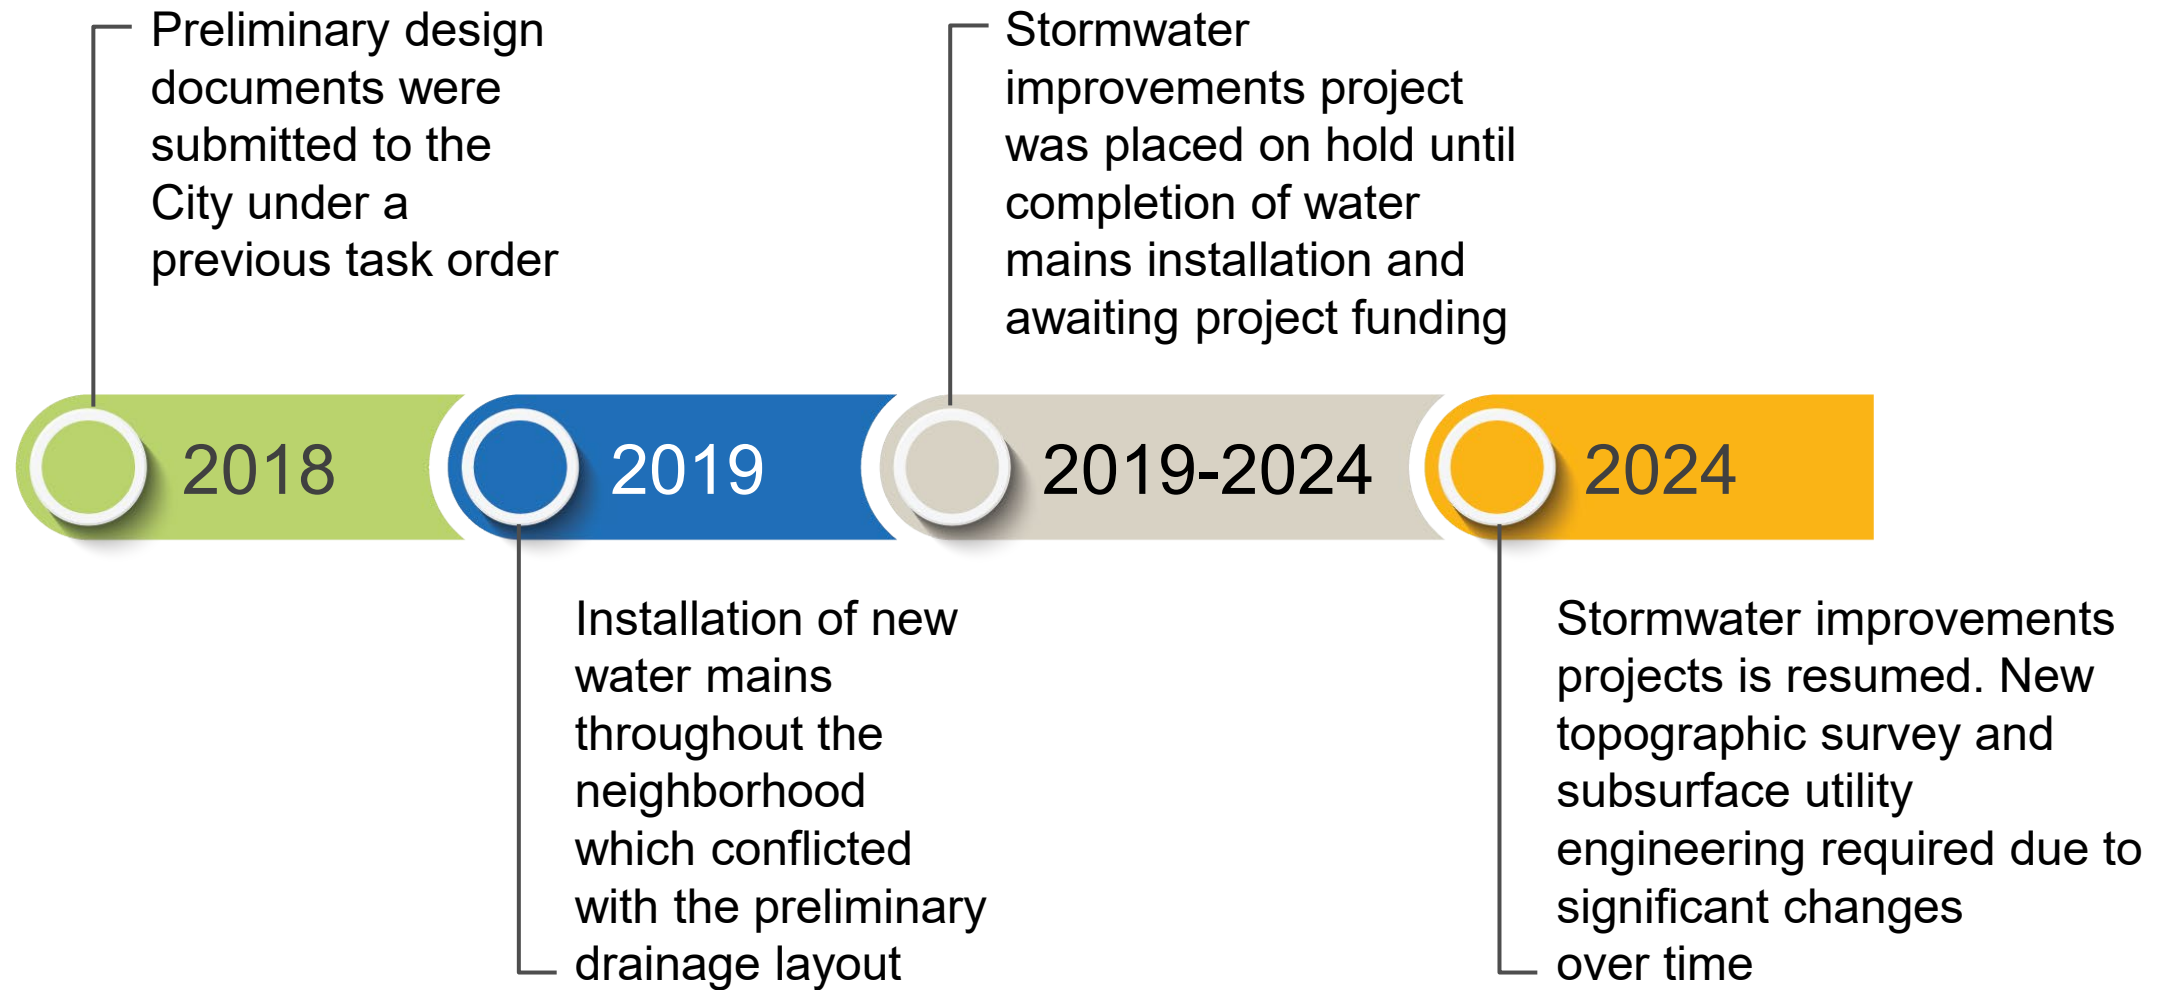 Preliminary design
documents were
submitted to the
City under a
previous task order
Stormwater
improvements project
was placed on hold until
completion of water
mains installation and
awaiting project funding
2018
2019
2019-2024
2024
Installation of new
water mains
throughout the
neighborhood
which conflicted
with the preliminary
drainage layout
Stormwater improvements
projects is resumed. New
topographic survey and
subsurface utility
engineering required due to
significant changes
over time